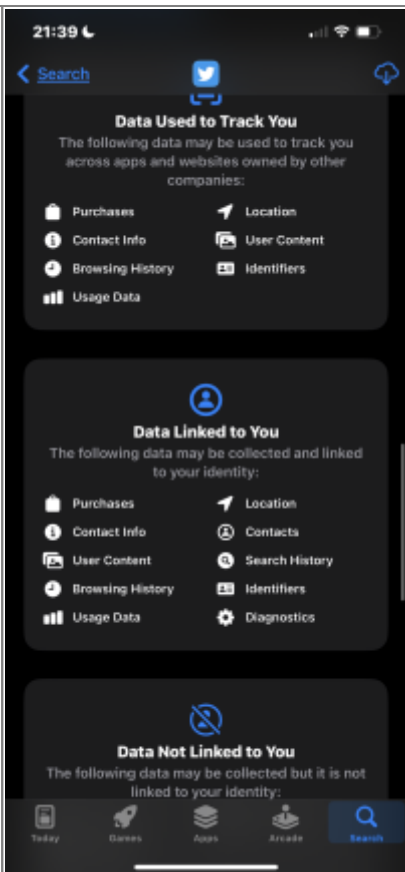 21:39
Search
Data Used to Track You
The following data may be used to track you
across apps and websites owned by other
companies:
Purchases
Location
Contact Info
User Content
Browsing History
Identifiers
Usage Data
Data Linked to You
The following data may be collected and linked
to your identity:
Purchases
Location
Contact Info
Contacts
User Content
Search History
Browsing History
Identifiers
Usage Data
Diagnostics
Data Not Linked to You
The following data may be collected but it is not
linked to your identity:
Today
Games
Apps
Arcade
Search